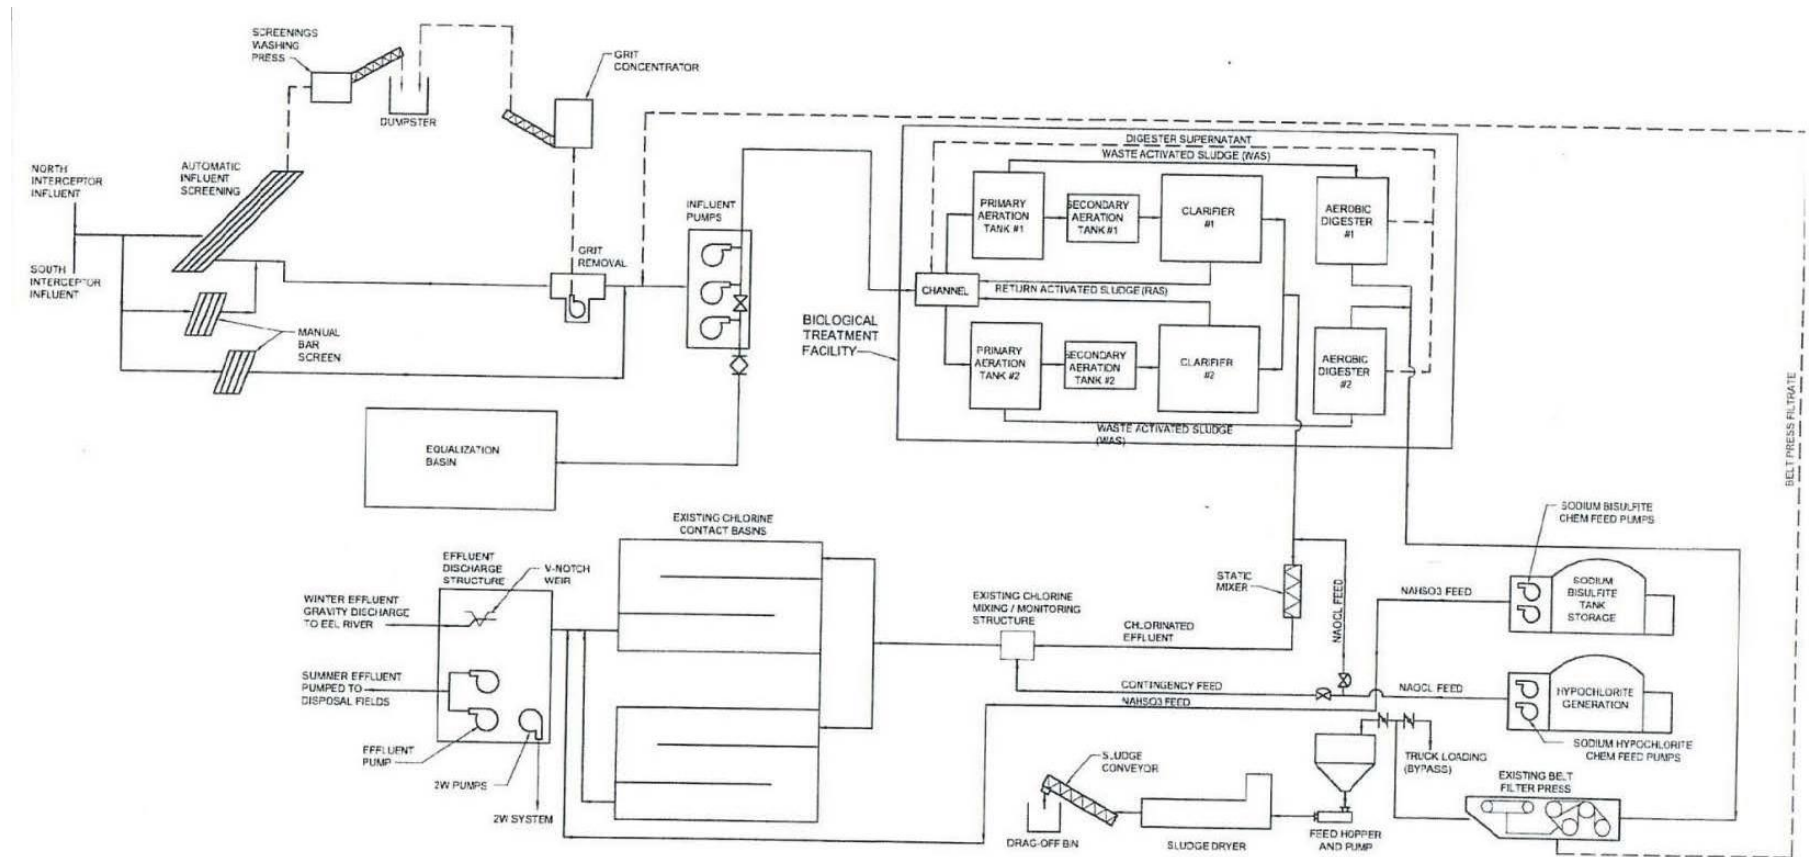 SCREENINGS
WASHING
PRESS
DUMPSTER
GRIT
CONCENTRATOR
NORTH
INTERCEPTOR
INFLUENT
AUTOMATIC
INFLUENT
SCREENING
SOUTH
INTERCEPTOR
INFLUENT
MANUAL
BAR
SCREEN
GRIT
REMOVAL
INFLUENT
PUMPS
EQUALIZATION
BASIN
BIOLOGICAL
TREATMENT
FACILITY
DIGESTER SUPERNATANT
WASTE ACTIVATED SLUDGE (WAS)
PRIMARY
AERATION
TANK #1
SECONDARY
AERATION
TANK #1
CLARIFIER
#1
AEROBIC
DIGESTER
#1
CHANNEL
RETURN ACTIVATED SLUDGE (RAS)
PRIMARY
AERATION
TANK #2
SECONDARY
AERATION
TANK #2
CLARIFIER
#2
AEROBIC
DIGESTER
#2
WASTE ACTIVATED SLUDGE
(WAS)
BELT PRESS FILTRATE
EXISTING CHLORINE
CONTACT BASINS
EFFLUENT
DISCHARGE
STRUCTURE
V-NOTCH
WEIR
WINTER EFFLUENT
GRAVITY DISCHARGE
TO EEL RIVER
SUMMER EFFLUENT
PUMPED TO
DISPOSAL FIELDS
EFFLUENT
PUMP
2W PUMPS
2W SYSTEM
EXISTING CHLORINE
MIXING / MONITORING
STRUCTURE
CHLORINATED
EFFLUENT
STATIC
MIXER
NAOCL FEED
CONTINGENCY FEED
NAHSO3 FEED
NAHSO3 FEED
NAOCL FEED
SODIUM BISULFITE
CHEM FEED PUMPS
SODIUM
BISULFITE
TANK
STORAGE
HYPOCHLORITE
GENERATION
SODIUM HYPOCHLORITE
CHEM FEED PUMPS
TRUCK LOADING
(BYPASS)
EXISTING BELT
FILTER PRESS
SLUDGE
CONVEYOR
DRAG-OFF BIN
SLUDGE DRYER
FEED HOPPER
AND PUMP